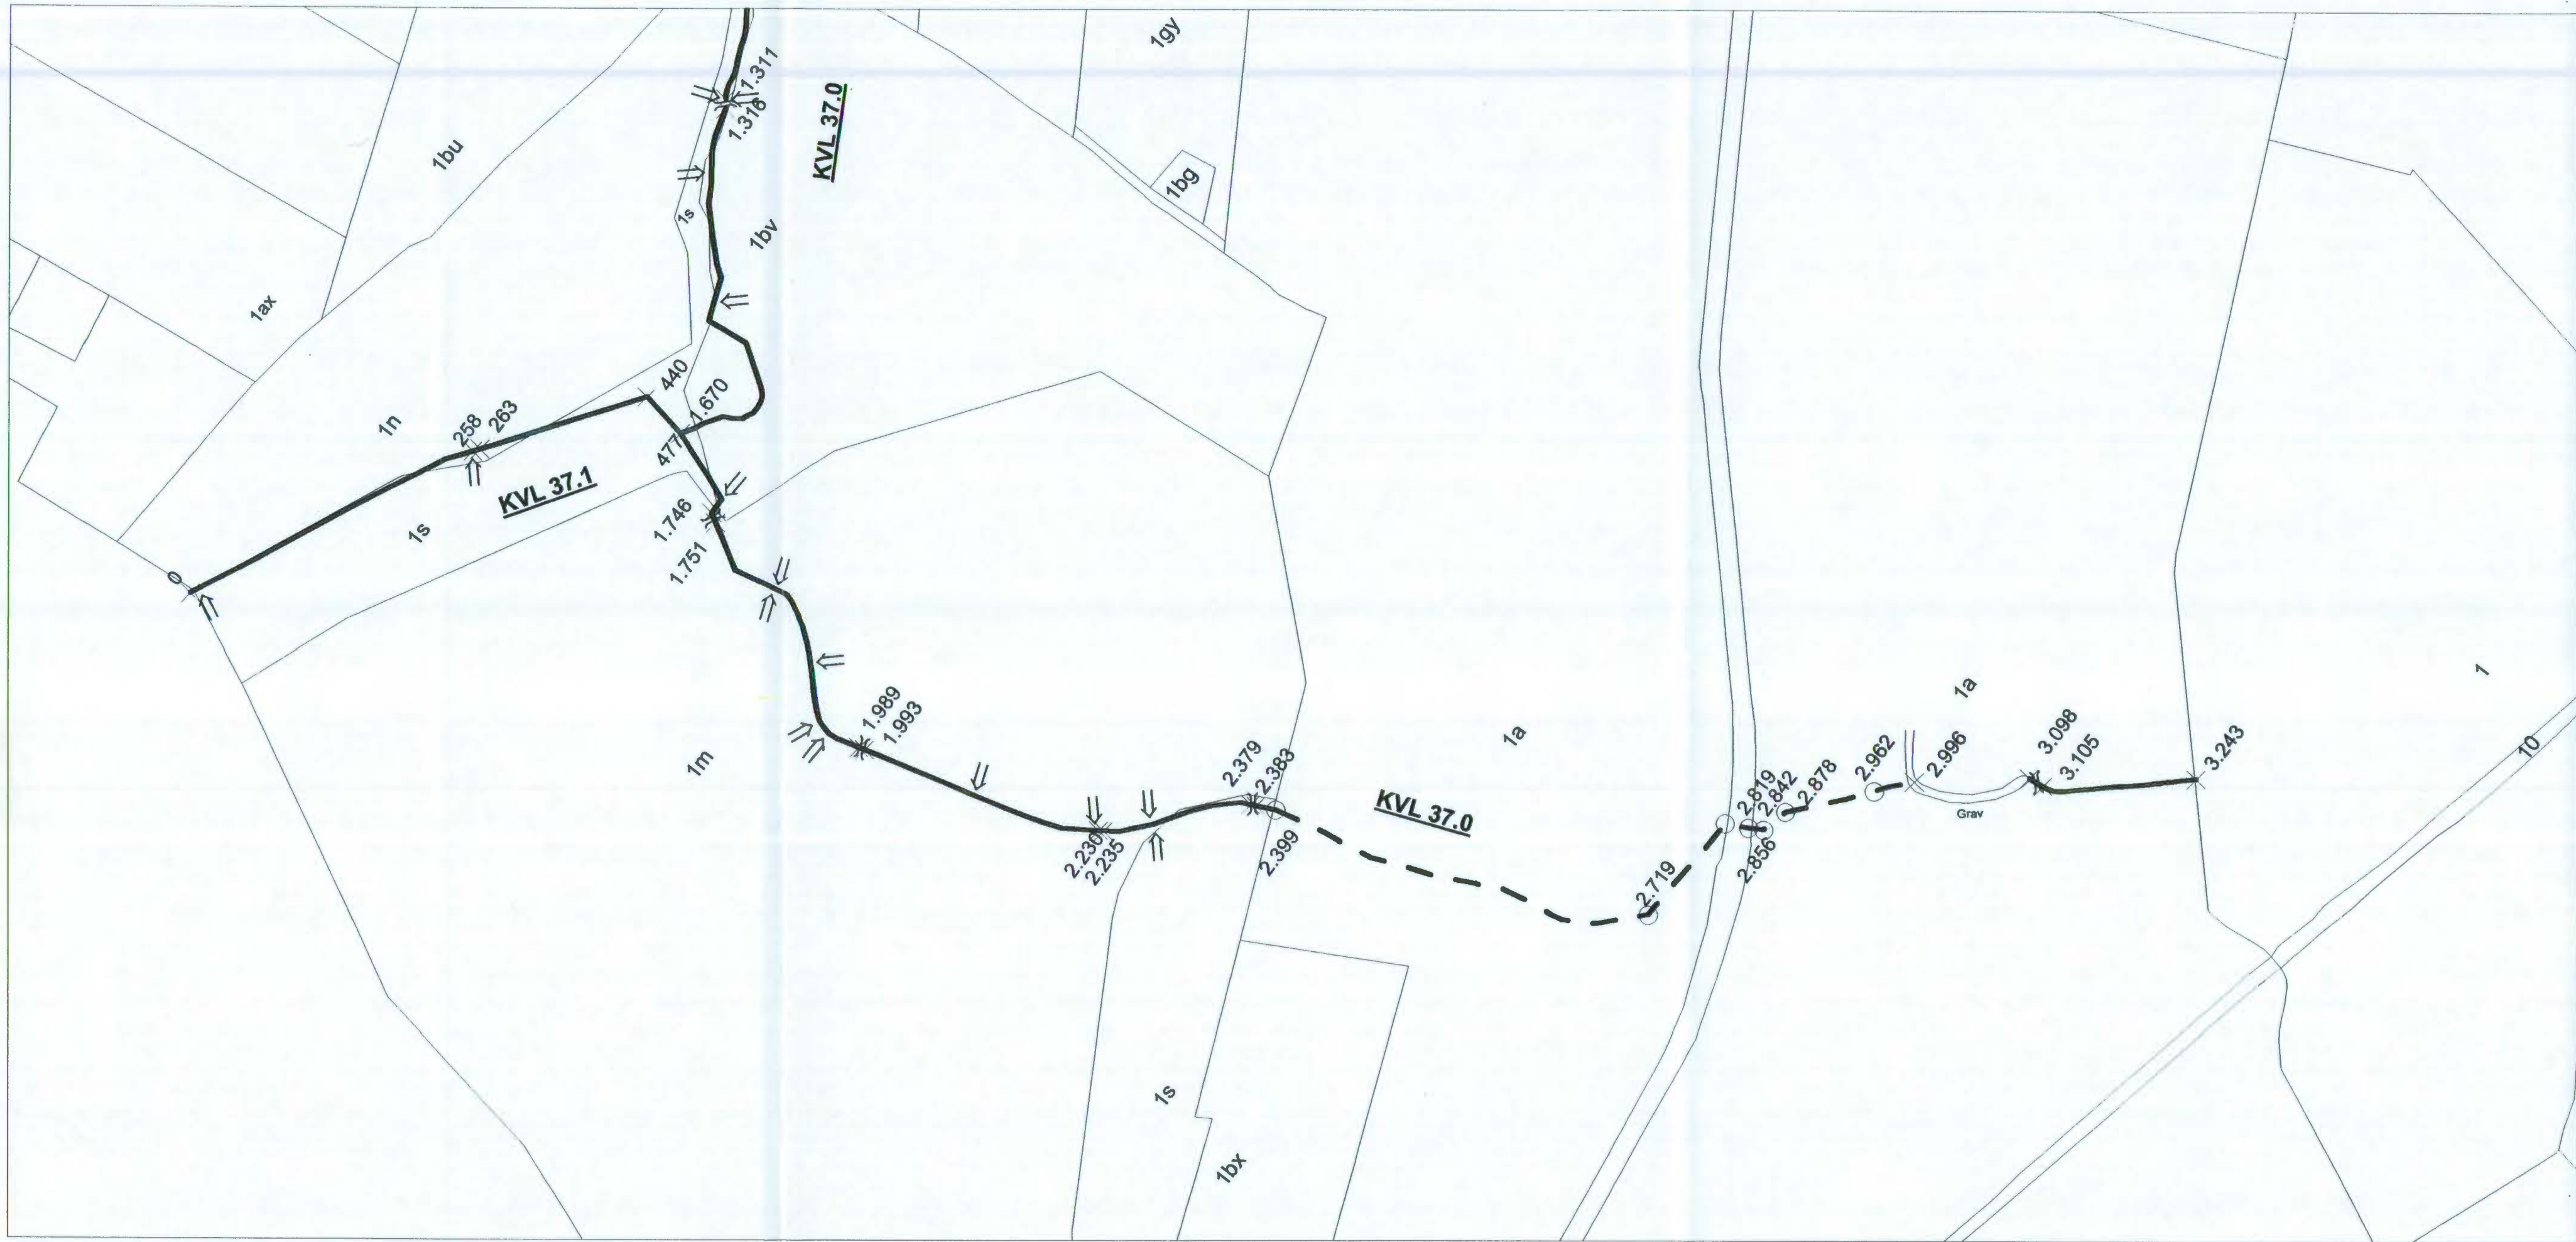 1gy
1.311
1.316
KVL 37.0
1bu
1bg
1s
1bv
1ax
440
1.670
1n
258
263
477
KVL 37.1
1.746
1s
1.751
0
1.989
1.993
1m
1a
1
3.098
3.105
3.243
10
2.962
2.996
2.379
2.383
1a
2.819
2.842
2.878
KVL 37.0
Grav
2.230
2.235
2.399
2.856
2.719
1s
1bx